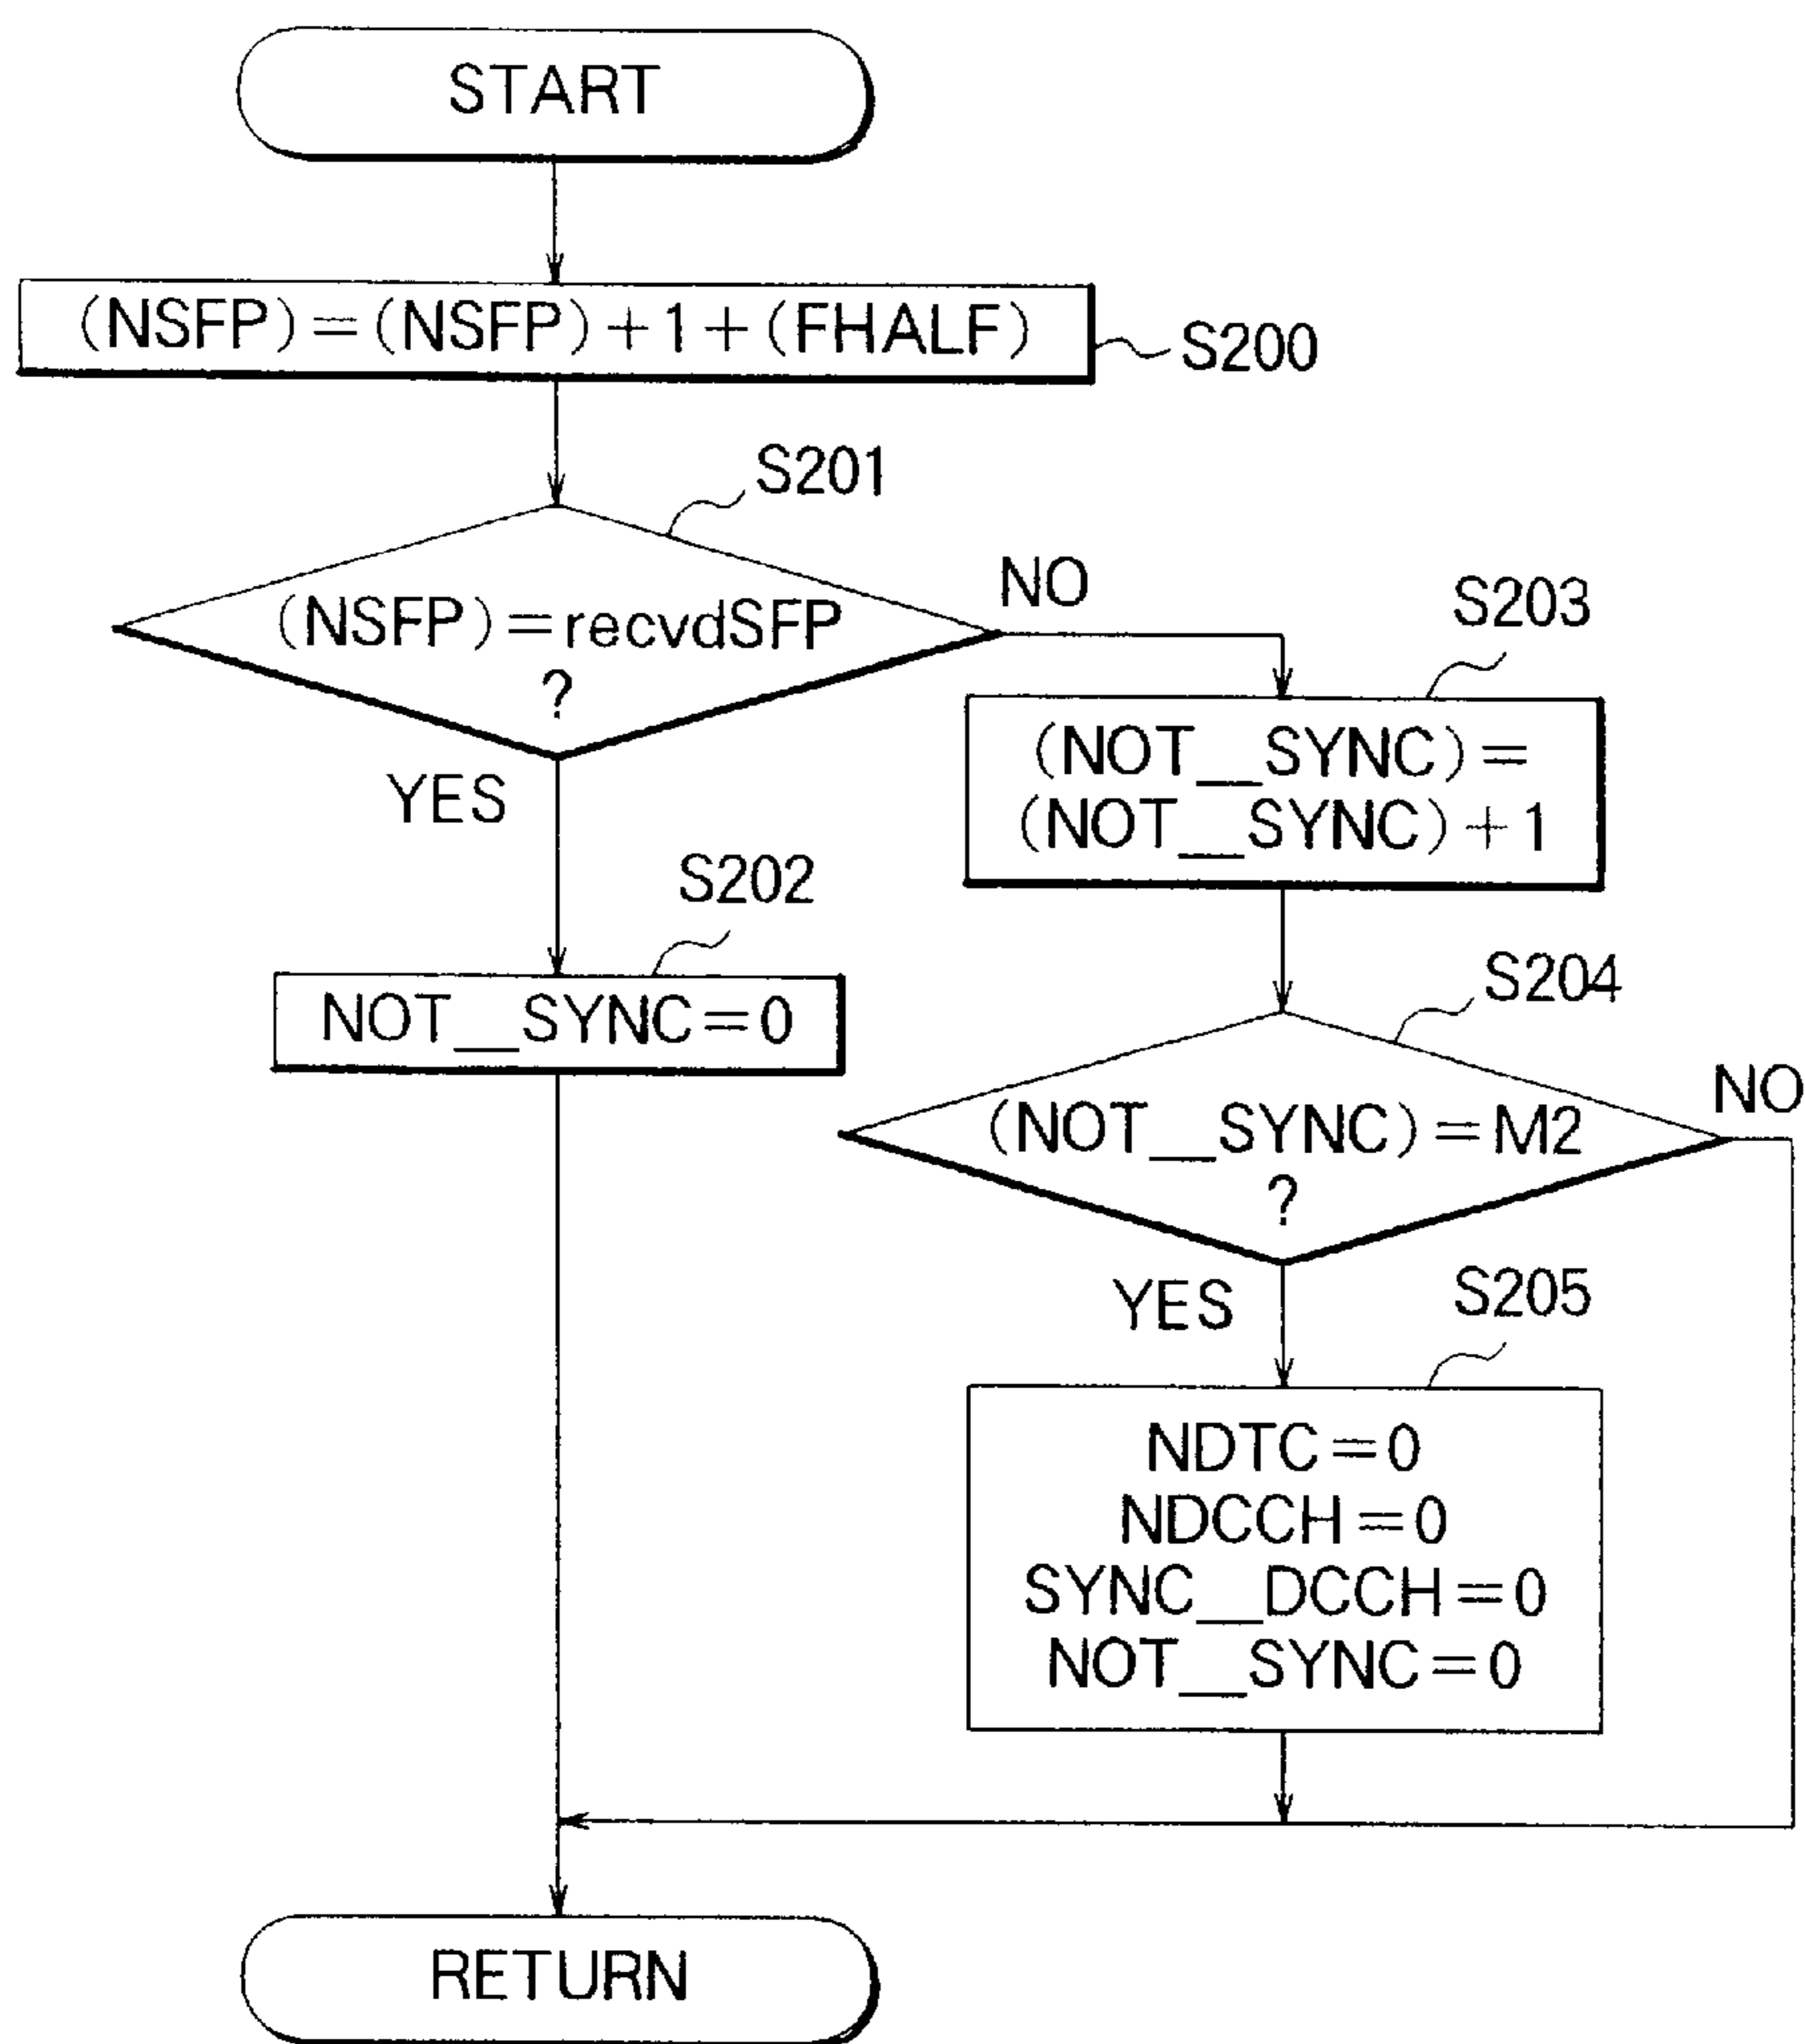 START
(NSFP)=(NSFP)+1+(FHALF)
S200
S201
(NSFP)=recvdSFP
?
NO
YES
S203
(NOT__SYNC)=
(NOT__SYNC)+1
S202
NOT__SYNC=0
S204
(NOT__SYNC)=M2
?
NO
YES
S205
NDTC=0
NDCCH=0
SYNC__DCCH=0
NOT__SYNC=0
RETURN